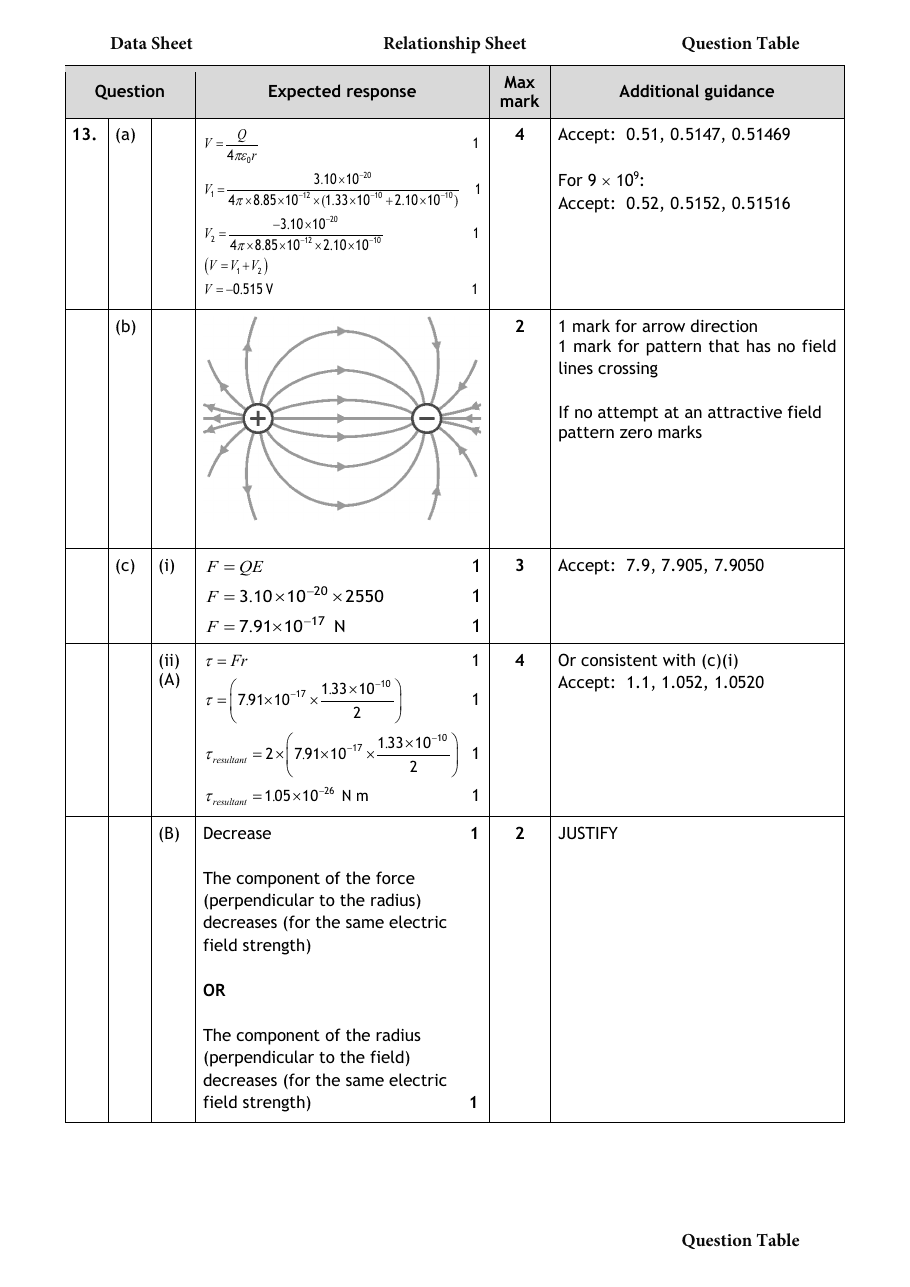 Data Sheet Relationship Sheet Question Table
Question Expected response Max mark Additional guidance
13. (a) V = Q / 4πε₀r 1 4 Accept: 0.51, 0.5147, 0.51469
V₁ = 3.10×10⁻²⁰ / 4π×8.85×10⁻¹²×(1.33×10⁻¹⁰+2.10×10⁻¹⁰) 1 For 9 × 10⁹:
Accept: 0.52, 0.5152, 0.51516
V₂ = −3.10×10⁻²⁰ / 4π×8.85×10⁻¹²×2.10×10⁻¹⁰ 1
(V = V₁ + V₂)
V = −0.515 V 1
(b) + − 2 1 mark for arrow direction
1 mark for pattern that has no field
lines crossing
If no attempt at an attractive field
pattern zero marks
(c) (i) F = QE 1 3 Accept: 7.9, 7.905, 7.9050
F = 3.10×10⁻²⁰ × 2550 1
F = 7.91×10⁻¹⁷ N 1
(ii) (A) τ = Fr 1 4 Or consistent with (c)(i)
Accept: 1.1, 1.052, 1.0520
τ = (7.91×10⁻¹⁷ × 1.33×10⁻¹⁰ / 2) 1
τresultant = 2×(7.91×10⁻¹⁷ × 1.33×10⁻¹⁰ / 2) 1
τresultant = 1.05×10⁻²⁶ N m 1
(B) Decrease 1 2 JUSTIFY
The component of the force
(perpendicular to the radius)
decreases (for the same electric
field strength)
OR
The component of the radius
(perpendicular to the field)
decreases (for the same electric
field strength) 1
Question Table